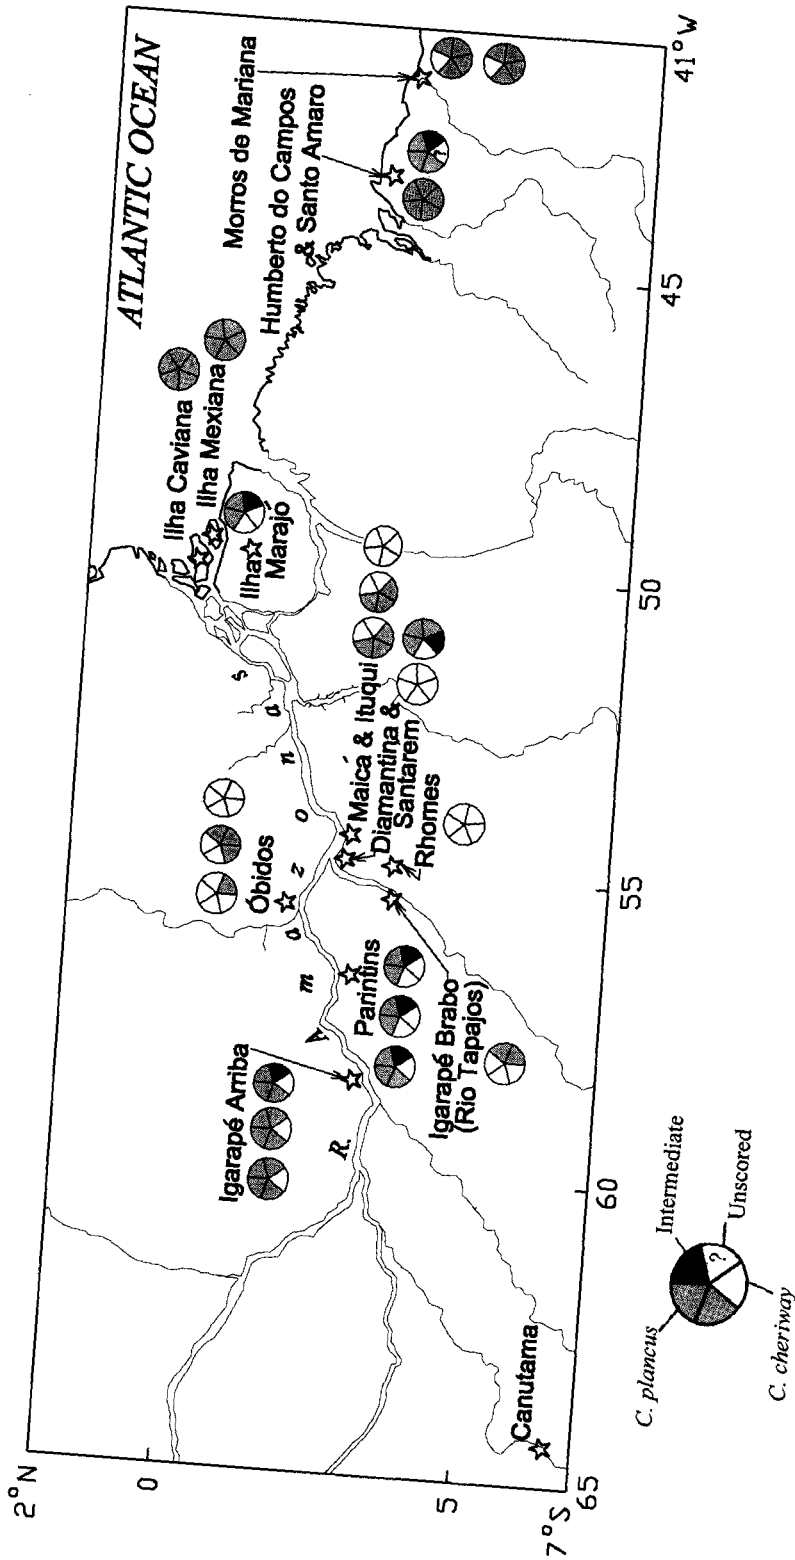 ATLANTIC OCEAN
Morros de Mariana
Humberto do Campos
& Santo Amaro
Ilha Caviana
Ilha Mexiana
Ilha
Marajó
Óbidos
Maicá & Ituqui
Diamantina &
Santarem
Rhomes
Parintins
Igarapé Brabo
(Rio Tapajos)
Igarapé Arriba
Canutama
R. A m a z o n a s
2°N
0
5
7°S
65
60
55
50
45
41°W
?
C. plancus
Intermediate
?
Unscored
C. cheriway